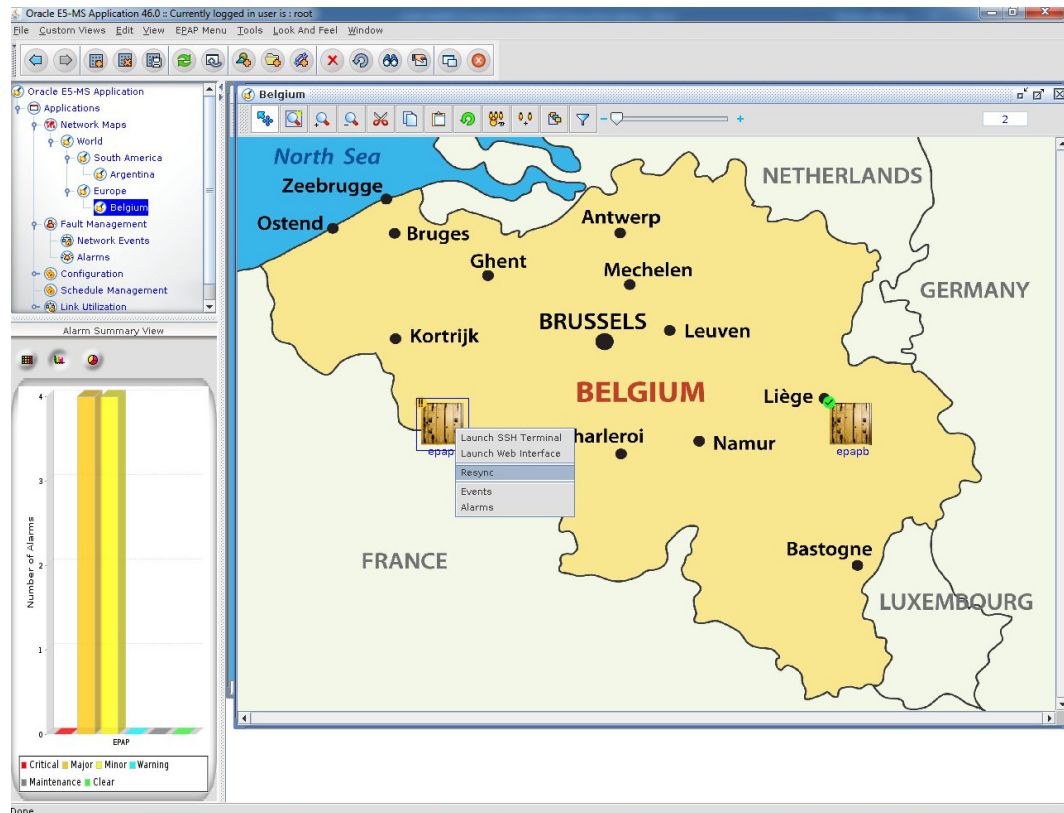 Oracle E5-MS Application 46.0 :: Currently logged in user is : root
File Custom Views Edit View EPAP Menu Tools Look And Feel Window
Oracle E5-MS Application
Applications
Network Maps
World
South America
Argentina
Europe
Belgium
Fault Management
Network Events
Alarms
Configuration
Schedule Management
Link Utilization
Alarm Summary View
Number of Alarms
4
3
2
1
0
EPAP
Critical Major Minor Warning
Maintenance Clear
Belgium
2
North Sea
NETHERLANDS
Zeebrugge
Ostend
Bruges
Antwerp
Ghent
Mechelen
GERMANY
BRUSSELS
Leuven
Kortrijk
BELGIUM
Liège
harleroi
Namur
epap
epapb
Launch SSH Terminal
Launch Web Interface
Resync
Events
Alarms
FRANCE
Bastogne
LUXEMBOURG
Done